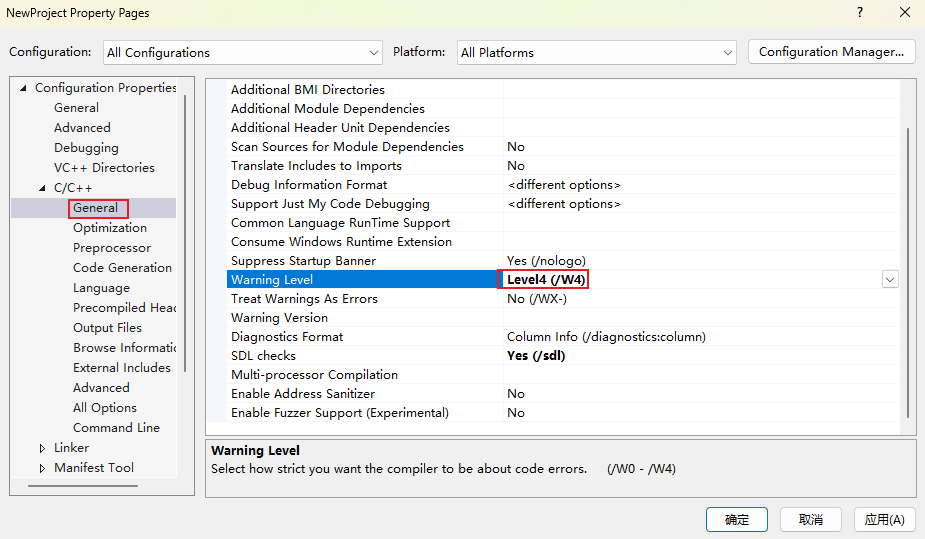 NewProject Property Pages
? ×
Configuration: All Configurations Platform: All Platforms Configuration Manager...
Configuration Properties
General
Advanced
Debugging
VC++ Directories
C/C++
General
Optimization
Preprocessor
Code Generation
Language
Precompiled Head
Output Files
Browse Informatic
External Includes
Advanced
All Options
Command Line
Linker
Manifest Tool
Additional BMI Directories
Additional Module Dependencies
Additional Header Unit Dependencies
Scan Sources for Module Dependencies No
Translate Includes to Imports No
Debug Information Format <different options>
Support Just My Code Debugging <different options>
Common Language RunTime Support
Consume Windows Runtime Extension
Suppress Startup Banner Yes (/nologo)
Warning Level Level4 (/W4)
Treat Warnings As Errors No (/WX-)
Warning Version
Diagnostics Format Column Info (/diagnostics:column)
SDL checks Yes (/sdl)
Multi-processor Compilation
Enable Address Sanitizer No
Enable Fuzzer Support (Experimental) No
Warning Level
Select how strict you want the compiler to be about code errors. (/W0 - /W4)
确定 取消 应用(A)